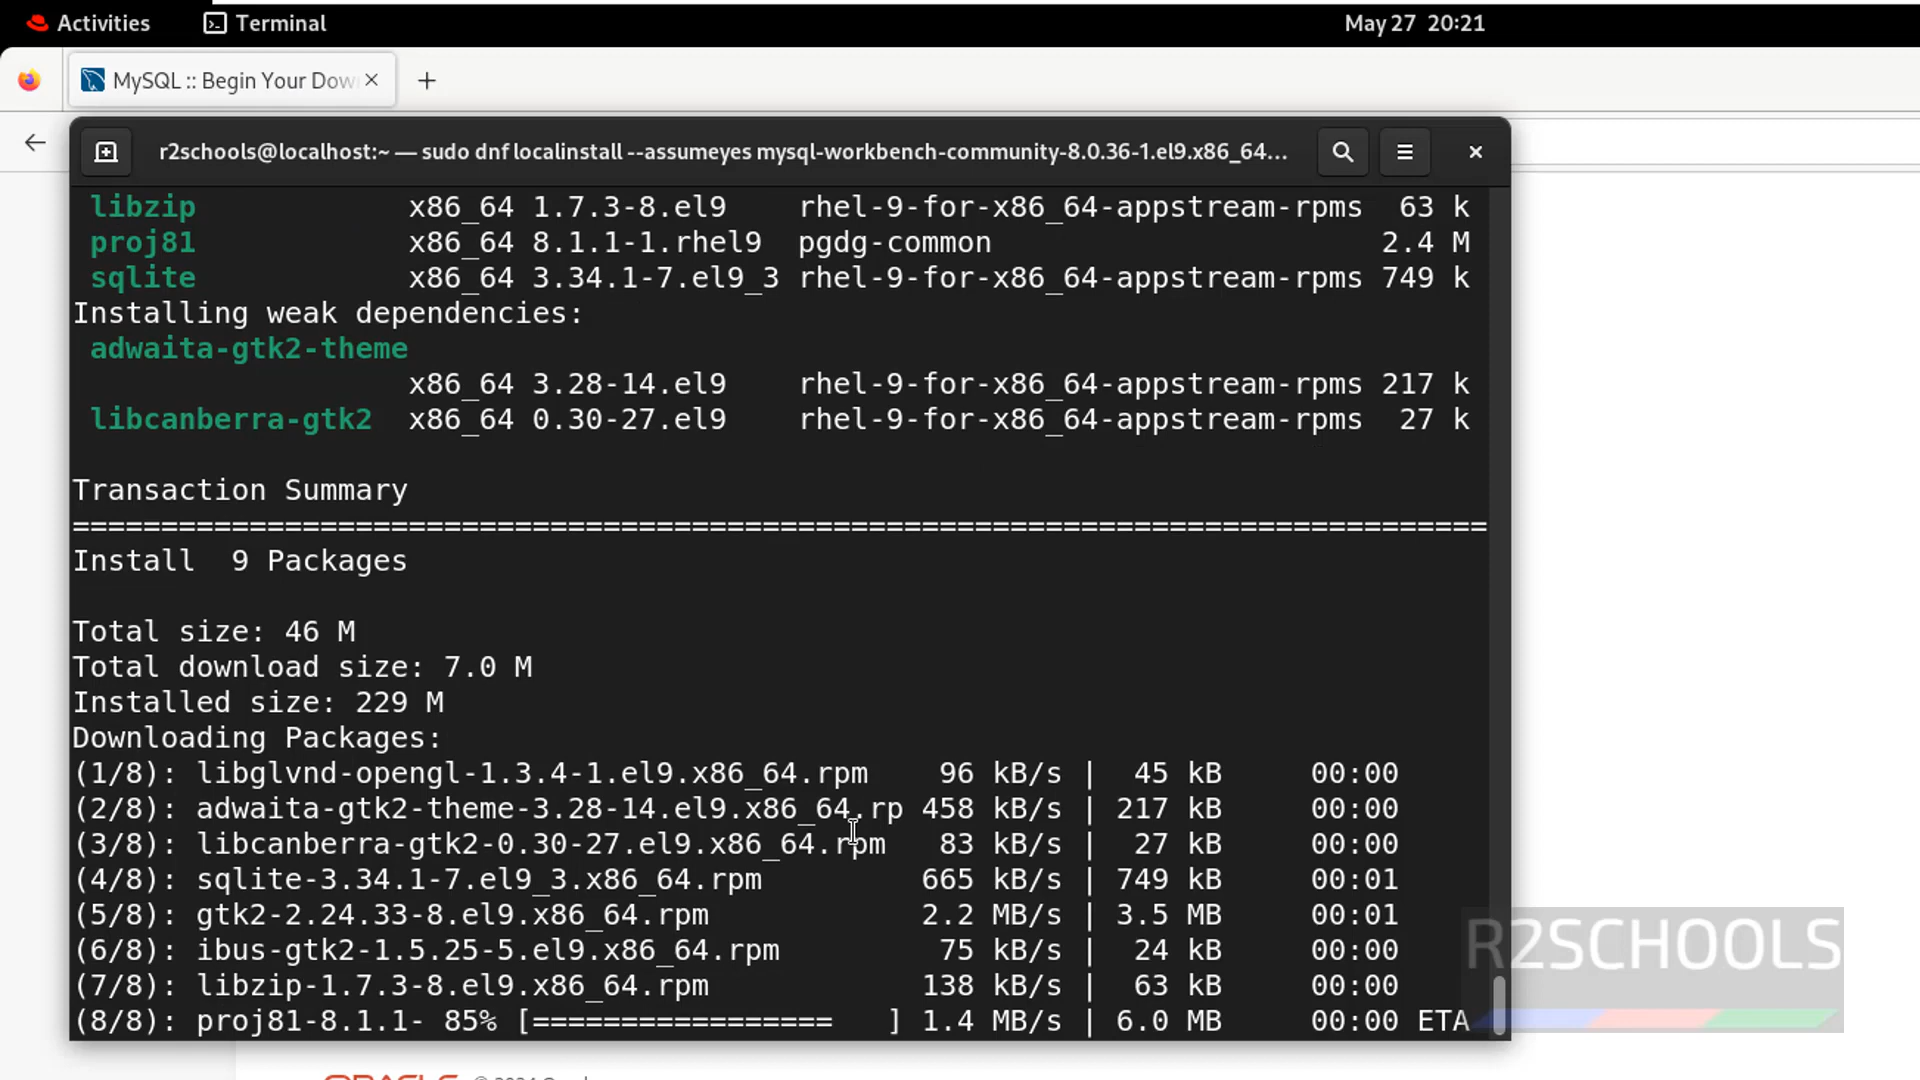 Activities Terminal May 27 20:21
MySQL :: Begin Your Dow
r2schools@localhost:~ — sudo dnf localinstall --assumeyes mysql-workbench-community-8.0.36-1.el9.x86_64...
libzip x86_64 1.7.3-8.el9 rhel-9-for-x86_64-appstream-rpms 63 k
proj81 x86_64 8.1.1-1.rhel9 pgdg-common 2.4 M
sqlite x86_64 3.34.1-7.el9_3 rhel-9-for-x86_64-appstream-rpms 749 k
Installing weak dependencies:
adwaita-gtk2-theme
x86_64 3.28-14.el9 rhel-9-for-x86_64-appstream-rpms 217 k
libcanberra-gtk2 x86_64 0.30-27.el9 rhel-9-for-x86_64-appstream-rpms 27 k
Transaction Summary
================================================================================
Install 9 Packages
Total size: 46 M
Total download size: 7.0 M
Installed size: 229 M
Downloading Packages:
(1/8): libglvnd-opengl-1.3.4-1.el9.x86_64.rpm 96 kB/s | 45 kB 00:00
(2/8): adwaita-gtk2-theme-3.28-14.el9.x86_64.rp 458 kB/s | 217 kB 00:00
(3/8): libcanberra-gtk2-0.30-27.el9.x86_64.rpm 83 kB/s | 27 kB 00:00
(4/8): sqlite-3.34.1-7.el9_3.x86_64.rpm 665 kB/s | 749 kB 00:01
(5/8): gtk2-2.24.33-8.el9.x86_64.rpm 2.2 MB/s | 3.5 MB 00:01
(6/8): ibus-gtk2-1.5.25-5.el9.x86_64.rpm 75 kB/s | 24 kB 00:00
(7/8): libzip-1.7.3-8.el9.x86_64.rpm 138 kB/s | 63 kB 00:00
(8/8): proj81-8.1.1- 85% [================= ] 1.4 MB/s | 6.0 MB 00:00 ETA
R2SCHOOLS